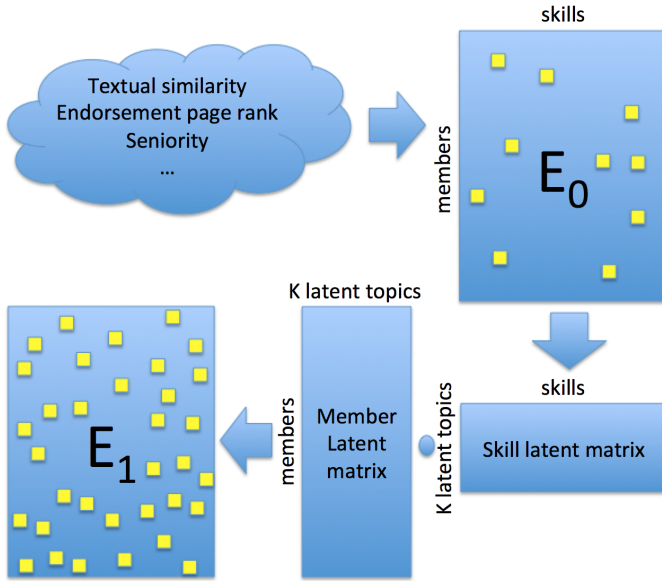 skills
Textual similarity
Endorsement page rank
Seniority
...
members
E0
K latent topics
skills
E1
members
Member
Latent
matrix
K latent topics
Skill latent matrix